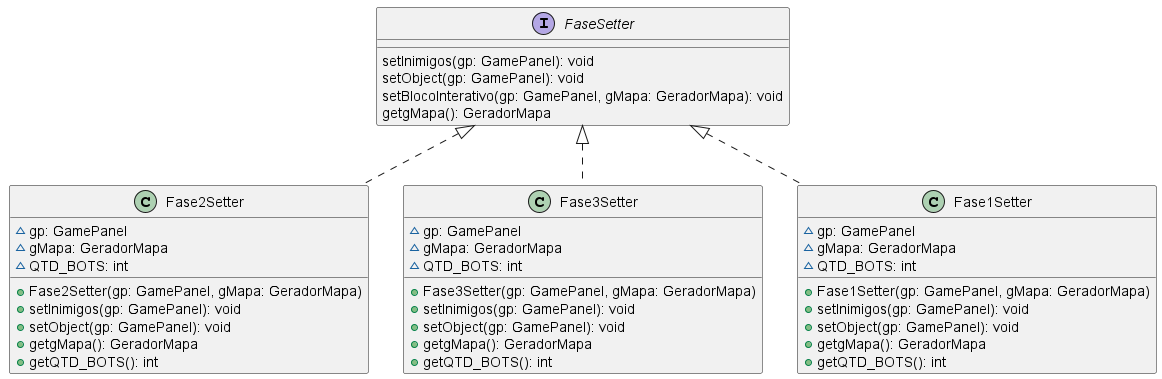 I FaseSetter
setInimigos(gp: GamePanel): void
setObject(gp: GamePanel): void
setBlocoInterativo(gp: GamePanel, gMapa: GeradorMapa): void
getgMapa(): GeradorMapa
C Fase2Setter
gp: GamePanel
gMapa: GeradorMapa
QTD_BOTS: int
Fase2Setter(gp: GamePanel, gMapa: GeradorMapa)
setInimigos(gp: GamePanel): void
setObject(gp: GamePanel): void
getgMapa(): GeradorMapa
getQTD_BOTS(): int
C Fase3Setter
gp: GamePanel
gMapa: GeradorMapa
QTD_BOTS: int
Fase3Setter(gp: GamePanel, gMapa: GeradorMapa)
setInimigos(gp: GamePanel): void
setObject(gp: GamePanel): void
getgMapa(): GeradorMapa
getQTD_BOTS(): int
C Fase1Setter
gp: GamePanel
gMapa: GeradorMapa
QTD_BOTS: int
Fase1Setter(gp: GamePanel, gMapa: GeradorMapa)
setInimigos(gp: GamePanel): void
setObject(gp: GamePanel): void
getgMapa(): GeradorMapa
getQTD_BOTS(): int